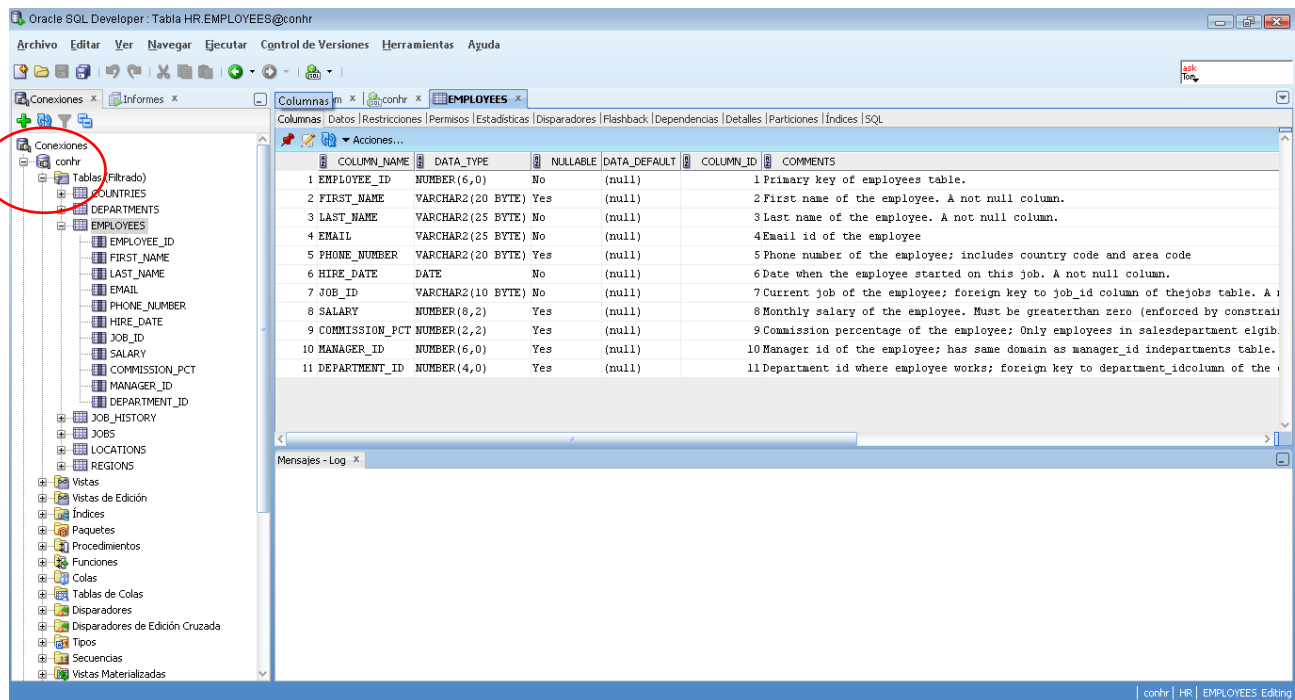 Oracle SQL Developer : Tabla HR.EMPLOYEES@conhr
Archivo Editar Ver Navegar Ejecutar Control de Versiones Herramientas Ayuda
ask
Tom
Conexiones Informes
Conexiones
conhr
Tablas (Filtrado)
COUNTRIES
DEPARTMENTS
EMPLOYEES
EMPLOYEE_ID
FIRST_NAME
LAST_NAME
EMAIL
PHONE_NUMBER
HIRE_DATE
JOB_ID
SALARY
COMMISSION_PCT
MANAGER_ID
DEPARTMENT_ID
JOB_HISTORY
JOBS
LOCATIONS
REGIONS
Vistas
Vistas de Edición
Índices
Paquetes
Procedimientos
Funciones
Colas
Tablas de Colas
Disparadores
Disparadores de Edición Cruzada
Tipos
Secuencias
Vistas Materializadas
Columnas conhr EMPLOYEES
Columnas Datos | Restricciones | Permisos | Estadísticas | Disparadores | Flashback | Dependencias | Detalles | Particiones | Índices | SQL
Acciones...
COLUMN_NAME DATA_TYPE NULLABLE DATA_DEFAULT COLUMN_ID COMMENTS
1 EMPLOYEE_ID NUMBER(6,0) No (null) 1 Primary key of employees table.
2 FIRST_NAME VARCHAR2(20 BYTE) Yes (null) 2 First name of the employee. A not null column.
3 LAST_NAME VARCHAR2(25 BYTE) No (null) 3 Last name of the employee. A not null column.
4 EMAIL VARCHAR2(25 BYTE) No (null) 4 Email id of the employee
5 PHONE_NUMBER VARCHAR2(20 BYTE) Yes (null) 5 Phone number of the employee; includes country code and area code
6 HIRE_DATE DATE No (null) 6 Date when the employee started on this job. A not null column.
7 JOB_ID VARCHAR2(10 BYTE) No (null) 7 Current job of the employee; foreign key to job_id column of thejobs table. A
8 SALARY NUMBER(8,2) Yes (null) 8 Monthly salary of the employee. Must be greaterthan zero (enforced by constrai
9 COMMISSION_PCT NUMBER(2,2) Yes (null) 9 Commission percentage of the employee; Only employees in salesdepartment elgib
10 MANAGER_ID NUMBER(6,0) Yes (null) 10 Manager id of the employee; has same domain as manager_id indepartments table.
11 DEPARTMENT_ID NUMBER(4,0) Yes (null) 11 Department id where employee works; foreign key to department_idcolumn of the
Mensajes - Log
conhr | HR | EMPLOYEES Editing